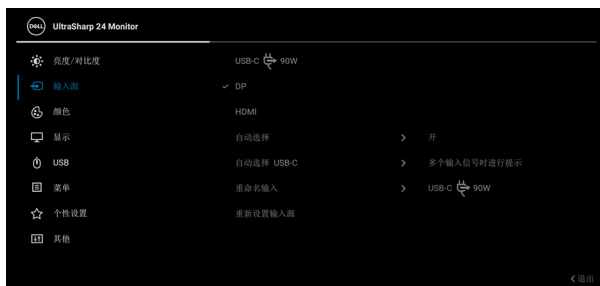 DELL UltraSharp 24 Monitor
亮度/对比度 USB-C 90W
输入源 ✓ DP
颜色 HDMI
显示 自动选择 > 开
USB 自动选择 USB-C > 多个输入信号时进行提示
菜单 重命名输入 > USB-C 90W
个性设置 重新设置输入源
其他
< 退出